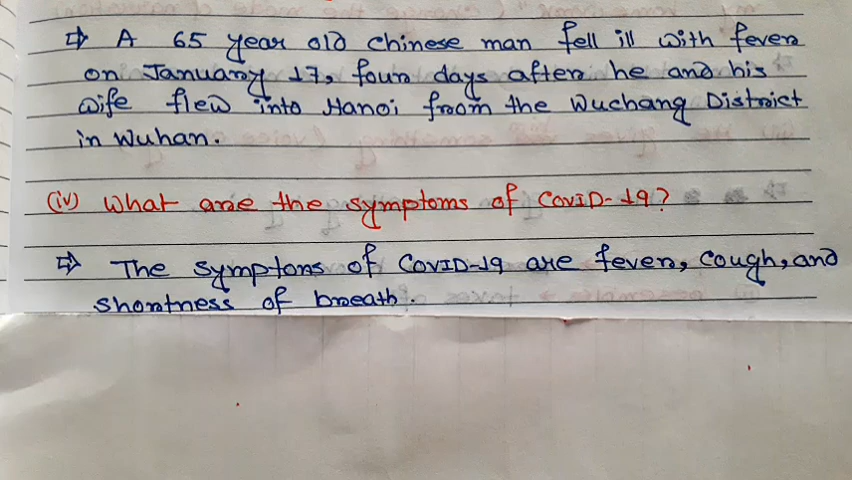 ⇒ A 65 year old chinese man fell ill with fever
on January 17, four days after he and his
wife flew into Hanoi from the Wuchang District
in Wuhan.
(iv) What are the symptoms of COVID-19?
⇒ The symptoms of COVID-19 are fever, cough, and
shortness of breath.